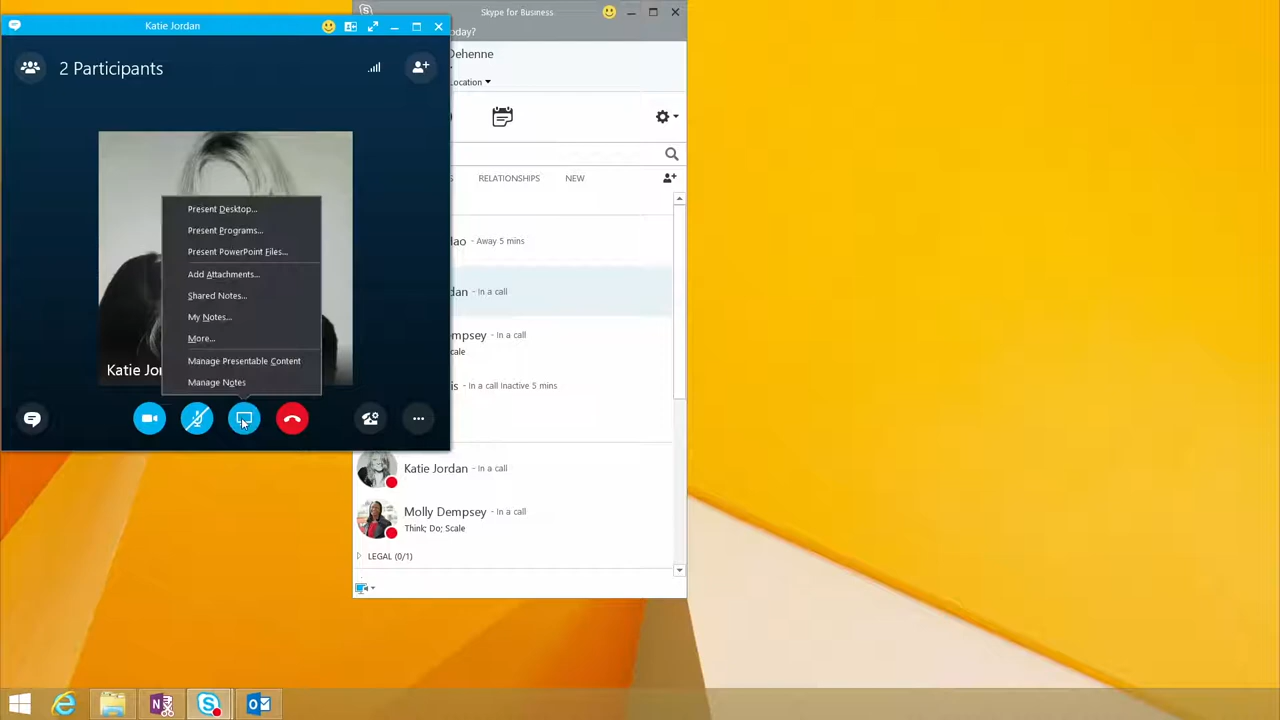 Katie Jordan
2 Participants
Present Desktop...
Present Programs...
Present PowerPoint Files...
Add Attachments...
Shared Notes...
My Notes...
More...
Manage Presentable Content
Manage Notes
Skype for Business
oday?
Dehenne
ocation
RELATIONSHIPS
NEW
ao - Away 5 mins
dan - In a call
mpsey - In a call
cale
is - In a call Inactive 5 mins
Katie Jordan - In a call
Molly Dempsey - In a call
Think; Do; Scale
LEGAL (0/1)
Katie Jo